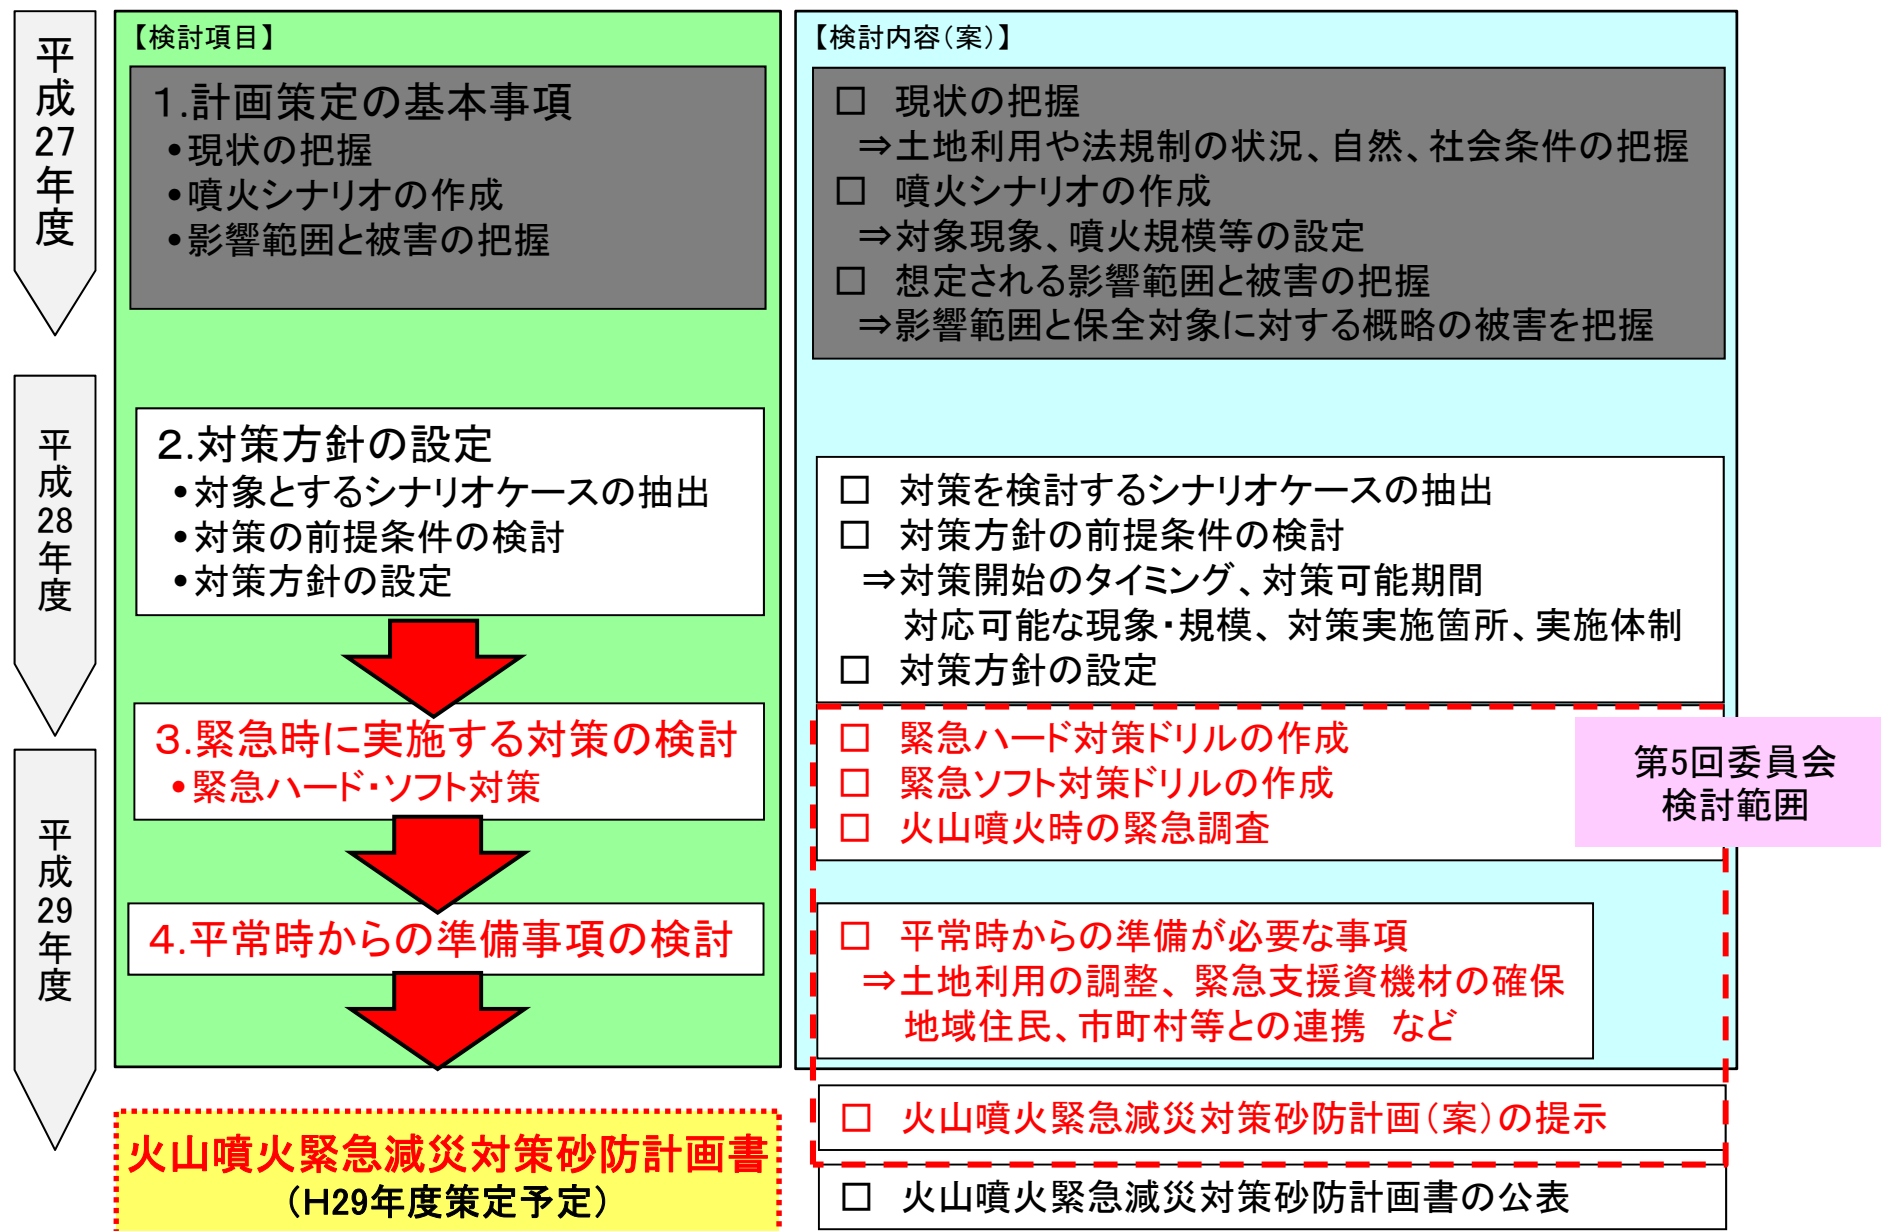 平成27年度
【検討項目】
1.計画策定の基本事項
•現状の把握
•噴火シナリオの作成
•影響範囲と被害の把握
【検討内容(案)】
□ 現状の把握
⇒土地利用や法規制の状況、自然、社会条件の把握
□ 噴火シナリオの作成
⇒対象現象、噴火規模等の設定
□ 想定される影響範囲と被害の把握
⇒影響範囲と保全対象に対する概略の被害を把握
平成28年度
2.対策方針の設定
•対象とするシナリオケースの抽出
•対策の前提条件の検討
•対策方針の設定
□ 対策を検討するシナリオケースの抽出
□ 対策方針の前提条件の検討
⇒対策開始のタイミング、対策可能期間
対応可能な現象・規模、対策実施箇所、実施体制
□ 対策方針の設定
平成29年度
3.緊急時に実施する対策の検討
•緊急ハード・ソフト対策
□ 緊急ハード対策ドリルの作成
□ 緊急ソフト対策ドリルの作成
□ 火山噴火時の緊急調査
第5回委員会
検討範囲
4.平常時からの準備事項の検討
□ 平常時からの準備が必要な事項
⇒土地利用の調整、緊急支援資機材の確保
地域住民、市町村等との連携 など
□ 火山噴火緊急減災対策砂防計画(案)の提示
火山噴火緊急減災対策砂防計画書
(H29年度策定予定)
□ 火山噴火緊急減災対策砂防計画書の公表